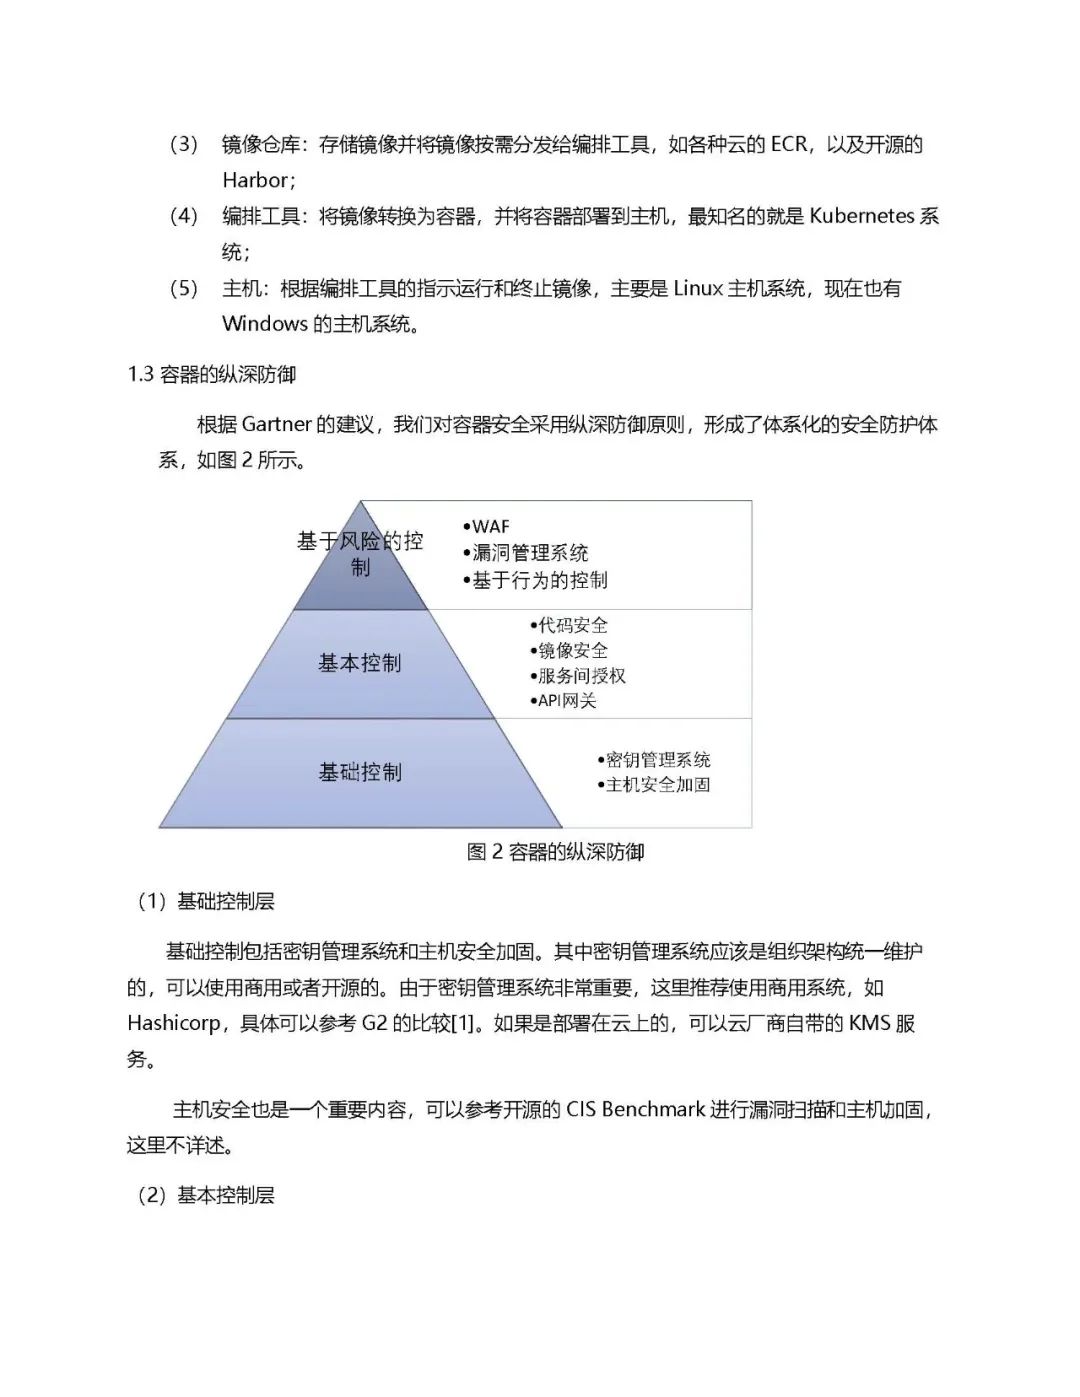 （3） 镜像仓库：存储镜像并将镜像按需分发给编排工具，如各种云的 ECR，以及开源的
Harbor；
（4） 编排工具：将镜像转换为容器，并将容器部署到主机，最知名的就是 Kubernetes 系
统；
（5） 主机：根据编排工具的指示运行和终止镜像，主要是 Linux 主机系统，现在也有
Windows 的主机系统。
1.3 容器的纵深防御
根据 Gartner 的建议，我们对容器安全采用纵深防御原则，形成了体系化的安全防护体
系，如图 2 所示。
基于风险的控
制
•WAF
•漏洞管理系统
•基于行为的控制
基本控制
•代码安全
•镜像安全
•服务间授权
•API网关
基础控制
•密钥管理系统
•主机安全加固
图 2 容器的纵深防御
（1）基础控制层
基础控制包括密钥管理系统和主机安全加固。其中密钥管理系统应该是组织架构统一维护
的，可以使用商用或者开源的。由于密钥管理系统非常重要，这里推荐使用商用系统，如
Hashicorp，具体可以参考 G2 的比较[1]。如果是部署在云上的，可以云厂商自带的 KMS 服
务。
主机安全也是一个重要内容，可以参考开源的 CIS Benchmark 进行漏洞扫描和主机加固，
这里不详述。
（2）基本控制层